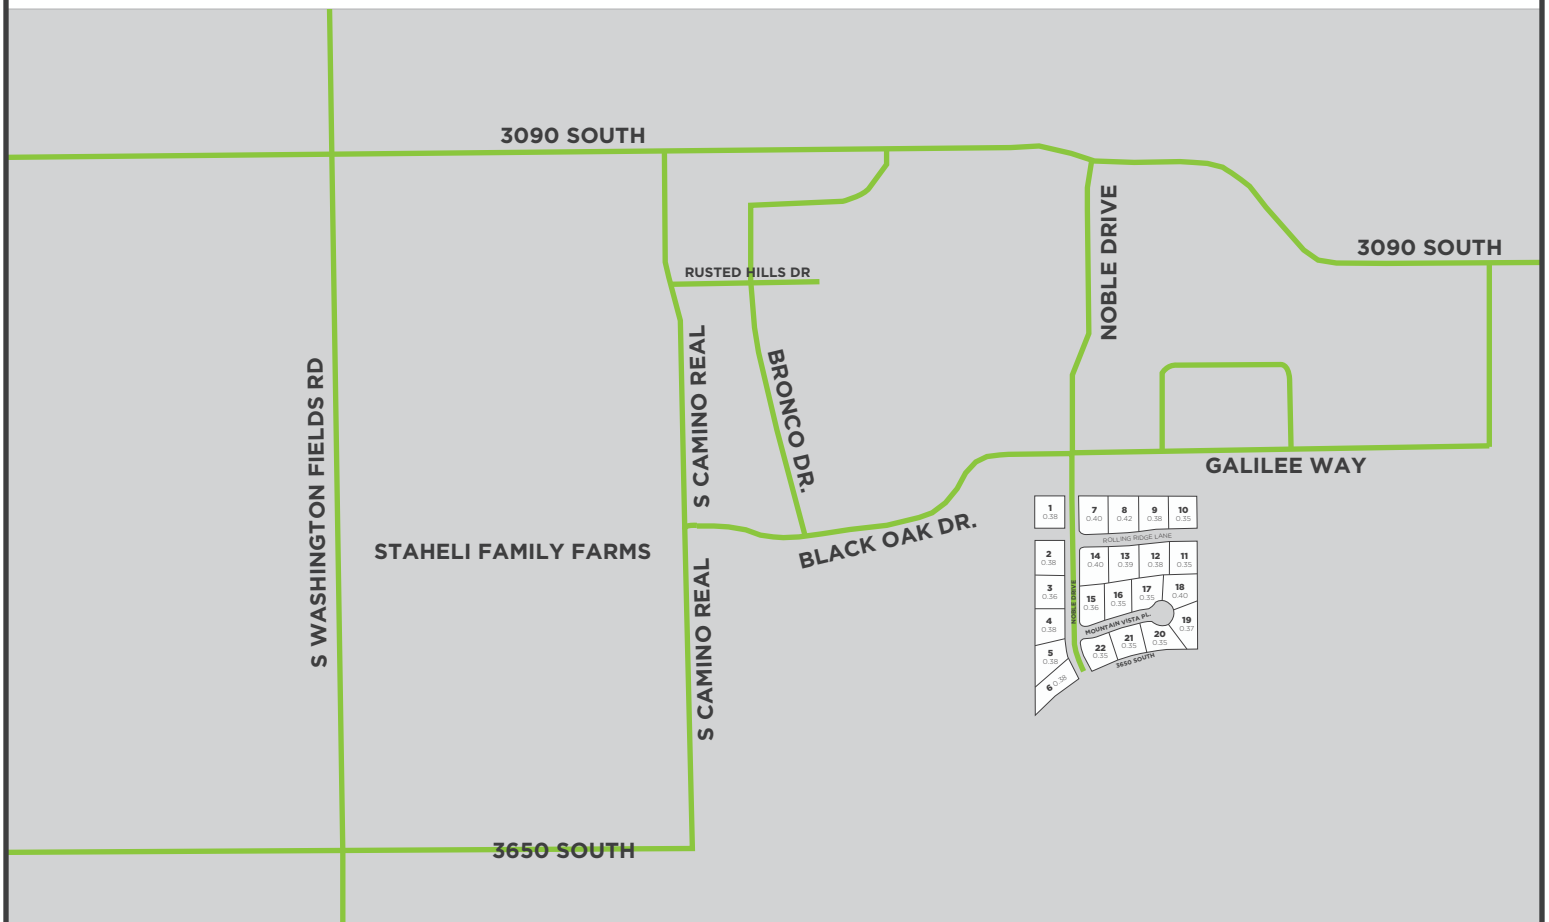 3090 SOUTH
NOBLE DRIVE
3090 SOUTH
RUSTED HILLS DR
S CAMINO REAL
BRONCO DR.
S WASHINGTON FIELDS RD
GALILEE WAY
STAHELI FAMILY FARMS
BLACK OAK DR.
S CAMINO REAL
1
0.38
7
0.40
8
0.42
9
0.38
10
0.35
ROLLING RIDGE LANE
2
0.38
14
0.40
13
0.39
12
0.38
11
0.35
3
0.36
NOBLE DRIVE
15
0.36
16
0.35
17
0.35
18
0.40
4
0.38
MOUNTAIN VISTA PL.
19
0.37
5
0.38
22
0.35
21
0.35
20
0.35
3650 SOUTH
6 0.38
3650 SOUTH